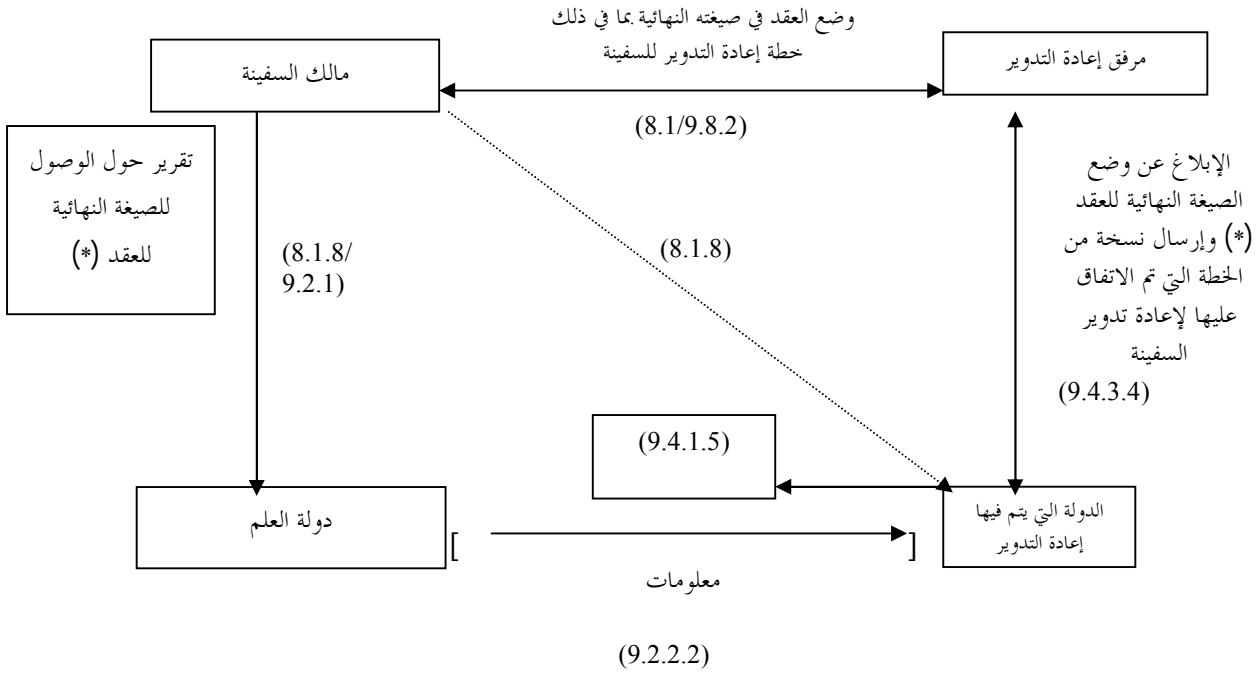 وضع العقد في صيغته النهائية بما في ذلك
خطة إعادة التدوير للسفينة
مرفق إعادة التدوير
مالك السفينة
(8.1/9.8.2)
تقرير حول الوصول
للصيغة النهائية
للعقد (*)
(8.1.8/
9.2.1)
(8.1.8)
الإبلاغ عن وضع
الصيغة النهائية للعقد
(*) وإرسال نسخة من
الخطة التي تم الاتفاق
عليها لإعادة تدوير
السفينة
(9.4.3.4)
(9.4.1.5)
الدولة التي يتم فيها
إعادة التدوير
دولة العلم
[ ]
معلومات
(9.2.2.2)